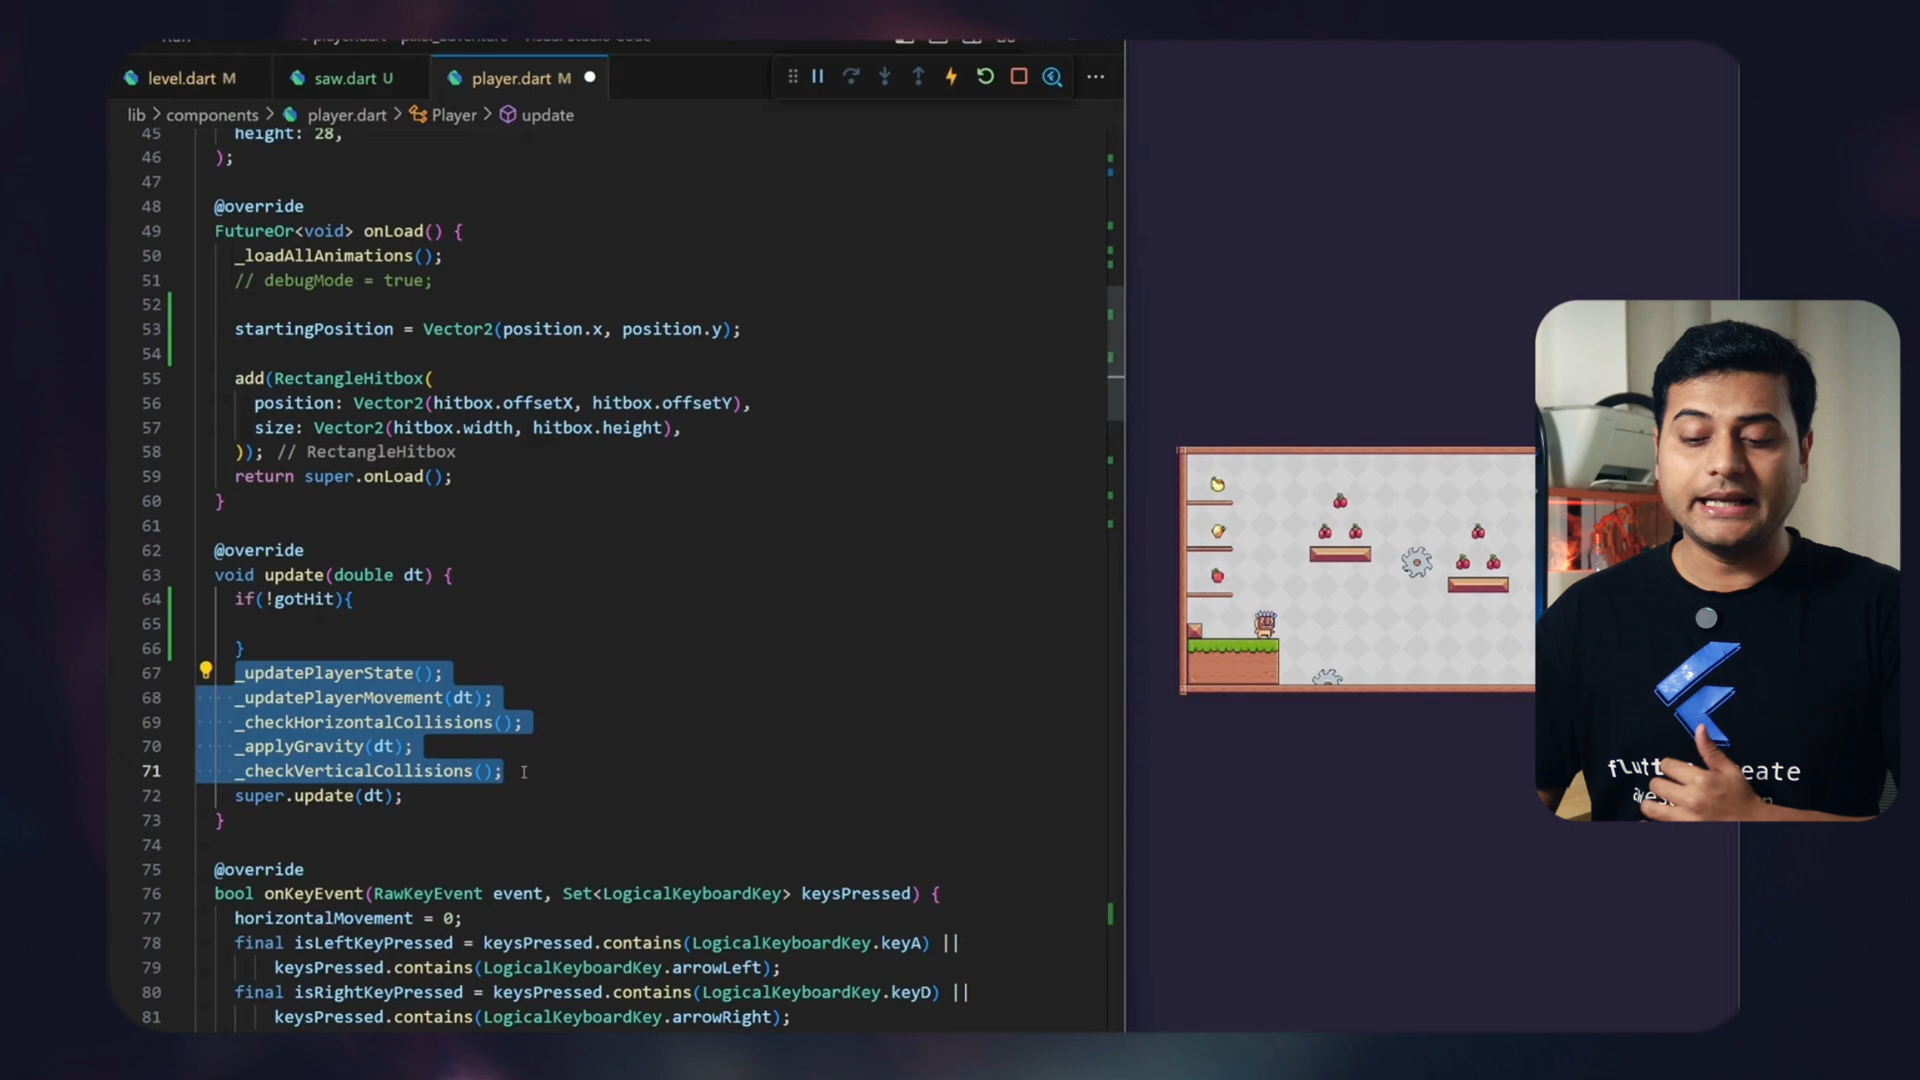 level.dart M
saw.dart U
player.dart M
lib > components > player.dart > Player > update
45 height: 28,
46 );
47
48 @override
49 FutureOr<void> onLoad() {
50 _loadAllAnimations();
51 // debugMode = true;
52
53 startingPosition = Vector2(position.x, position.y);
54
55 add(RectangleHitbox(
56 position: Vector2(hitbox.offsetX, hitbox.offsetY),
57 size: Vector2(hitbox.width, hitbox.height),
58 )); // RectangleHitbox
59 return super.onLoad();
60 }
61
62 @override
63 void update(double dt) {
64 if(!gotHit){
65
66 }
67 _updatePlayerState();
68 _updatePlayerMovement(dt);
69 _checkHorizontalCollisions();
70 _applyGravity(dt);
71 _checkVerticalCollisions();
72 super.update(dt);
73 }
74
75 @override
76 bool onKeyEvent(RawKeyEvent event, Set<LogicalKeyboardKey> keysPressed) {
77 horizontalMovement = 0;
78 final isLeftKeyPressed = keysPressed.contains(LogicalKeyboardKey.keyA) ||
79 keysPressed.contains(LogicalKeyboardKey.arrowLeft);
80 final isRightKeyPressed = keysPressed.contains(LogicalKeyboardKey.keyD) ||
81 keysPressed.contains(LogicalKeyboardKey.arrowRight);